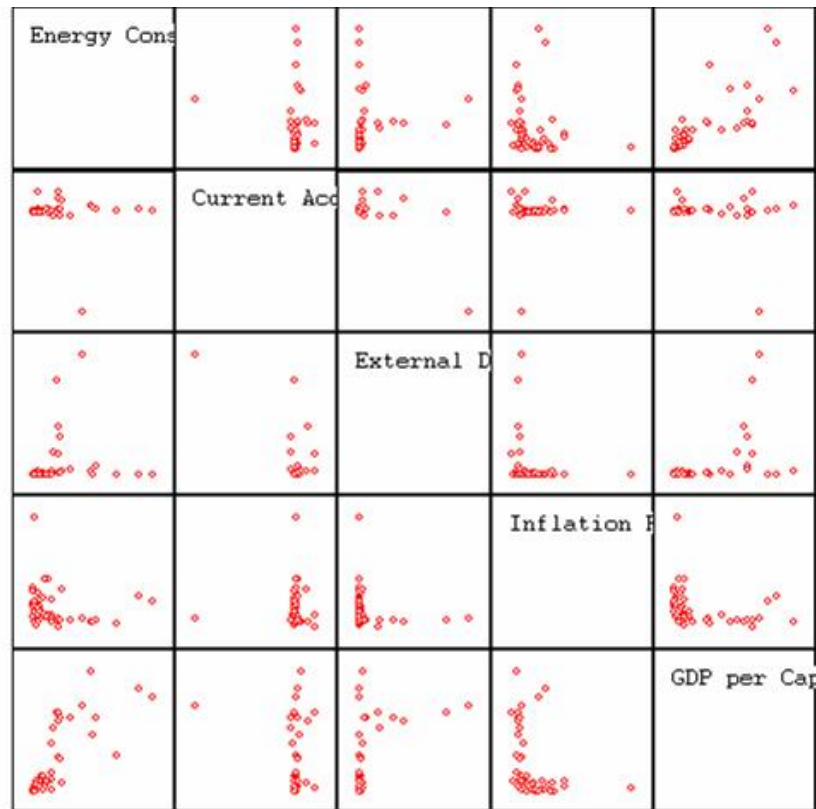 Energy Cons
Current Acc
External D
Inflation
GDP per Cap